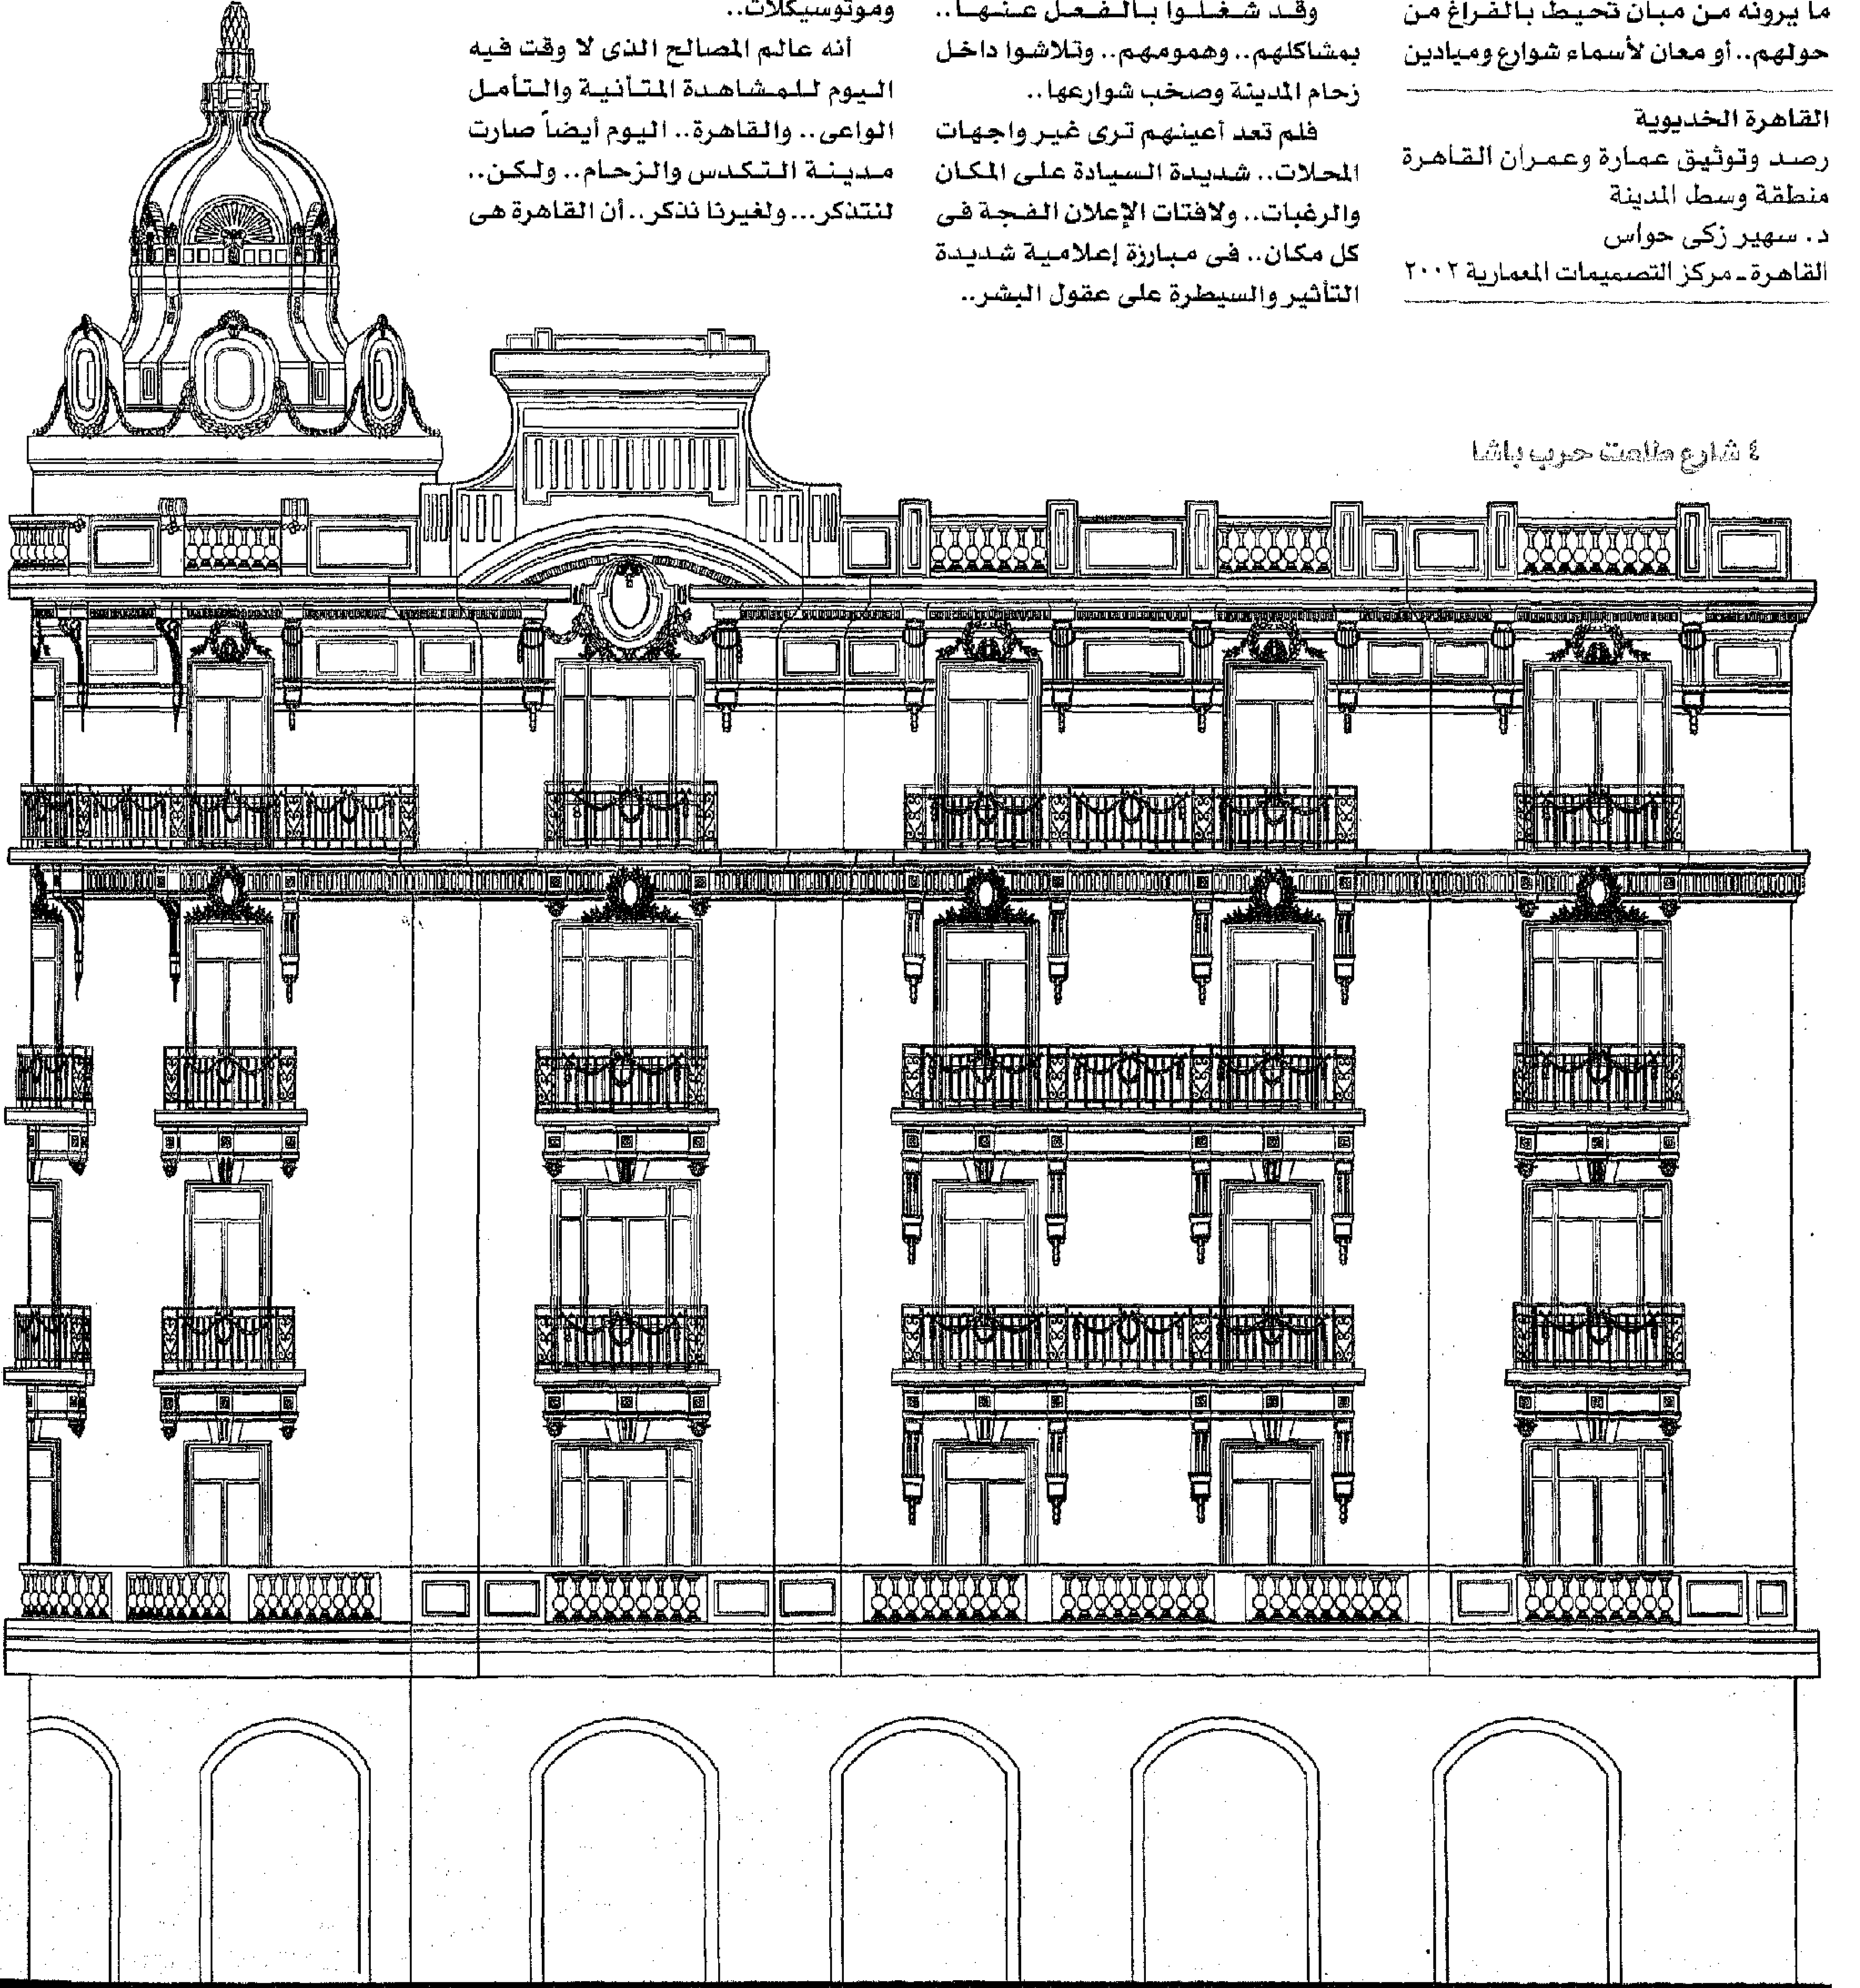 ما يرونه من مبان تحيط بالفراغ من
حولهم.. أو معان لأسماء شوارع وميادين
القاهرة الخديوية
رصد وتوثيق عمارة وعمران القاهرة
منطقة وسط المدينة
د. سهير زكى حواس
القاهرة ـ مركز التصميمات المعمارية ٢٠٠٢
وقد شغلوا بالفعل عنها..
بمشاكلهم.. وهمومهم.. وتلاشوا داخل
زحام المدينة وصخب شوارعها..
فلم تعد أعينهم ترى غير واجهات
المحلات.. شديدة السيادة على المكان
والرغبات.. ولافتات الإعلان الفجة فى
كل مكان.. فى مبارزة إعلامية شديدة
التأثير والسيطرة على عقول البشر..
وموتوسيكلات..
أنه عالم المصالح الذى لا وقت فيه
اليوم للمشاهدة المتأنية والتأمل
الواعى.. والقاهرة.. اليوم أيضاً صارت
مدينة التكدس والزحام.. ولكن..
لنتذكر... ولغيرنا نذكر.. أن القاهرة هى
٤ شارع طلعت حرب باشا